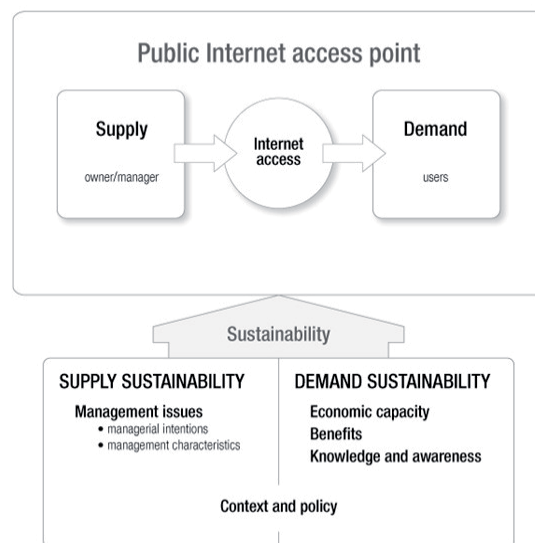 Public Internet access point
Supply
owner/manager
Internet
access
Demand
users
Sustainability
SUPPLY SUSTAINABILITY
Management issues
• managerial intentions
• management characteristics
DEMAND SUSTAINABILITY
Economic capacity
Benefits
Knowledge and awareness
Context and policy